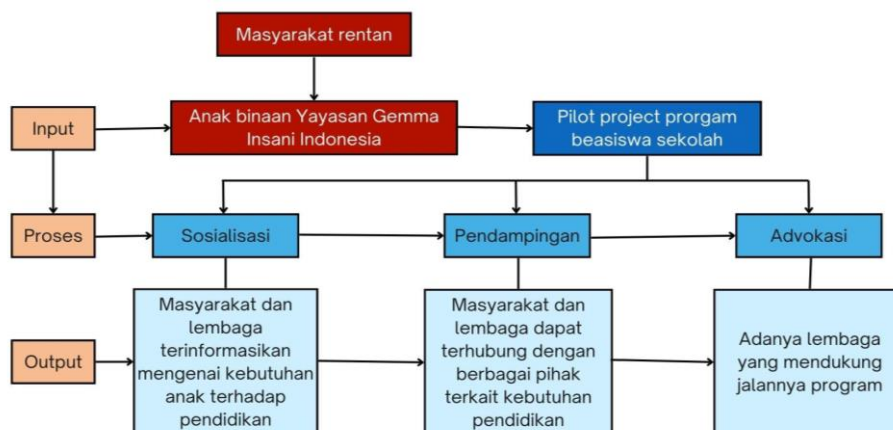 Masyarakat rentan
Input
Anak binaan Yayasan Gemma
Insani Indonesia
Pilot project prorgam
beasiswa sekolah
Proses
Sosialisasi
Pendampingan
Advokasi
Output
Masyarakat dan
lembaga
terinformasikan
mengenai kebutuhan
anak terhadap
pendidikan
Masyarakat dan
lembaga dapat
terhubung dengan
berbagai pihak
terkait kebutuhan
pendidikan
Adanya lembaga
yang mendukung
jalannya program